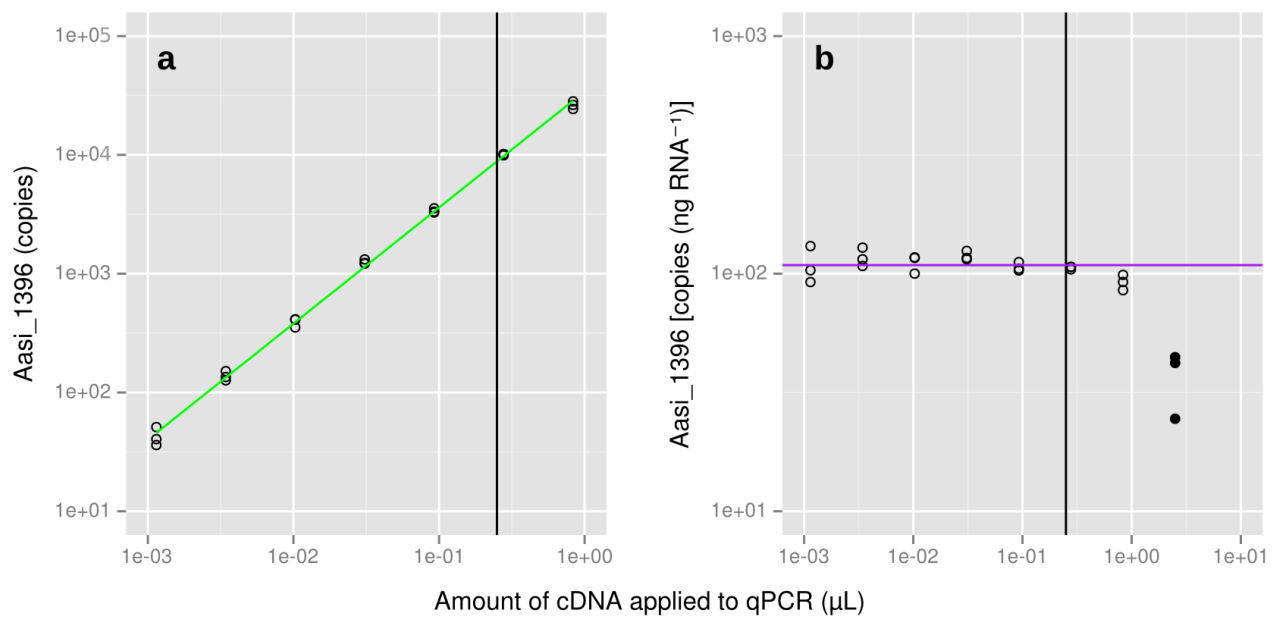 a
Aasi_1396 (copies)
1e+05
1e+04
1e+03
1e+02
1e+01
1e-03 1e-02 1e-01 1e+00
b
Aasi_1396 [copies (ng RNA⁻¹)]
1e+03
1e+02
1e+01
1e-03 1e-02 1e-01 1e+00 1e+01
Amount of cDNA applied to qPCR (µL)